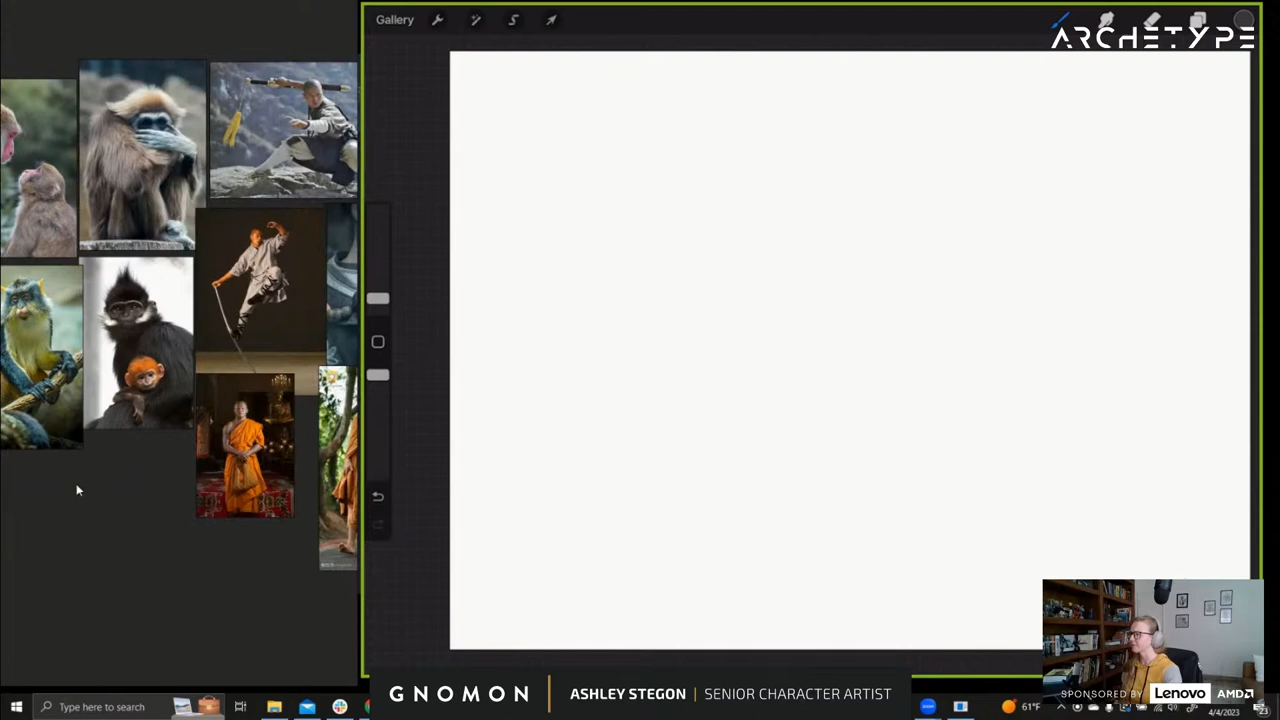 Gallery
ARCHETYPE
SPONSORED BY Lenovo AMD
GNOMON ASHLEY STEGON | SENIOR CHARACTER ARTIST
Type here to search
61°F
4/4/2023
23